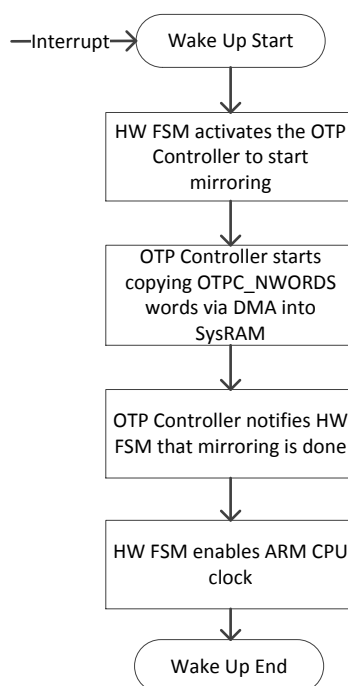 Interrupt
Wake Up Start
HW FSM activates the OTP
Controller to start
mirroring
OTP Controller starts
copying OTPC_NWORDS
words via DMA into
SysRAM
OTP Controller notifies HW
FSM that mirroring is done
HW FSM enables ARM CPU
clock
Wake Up End